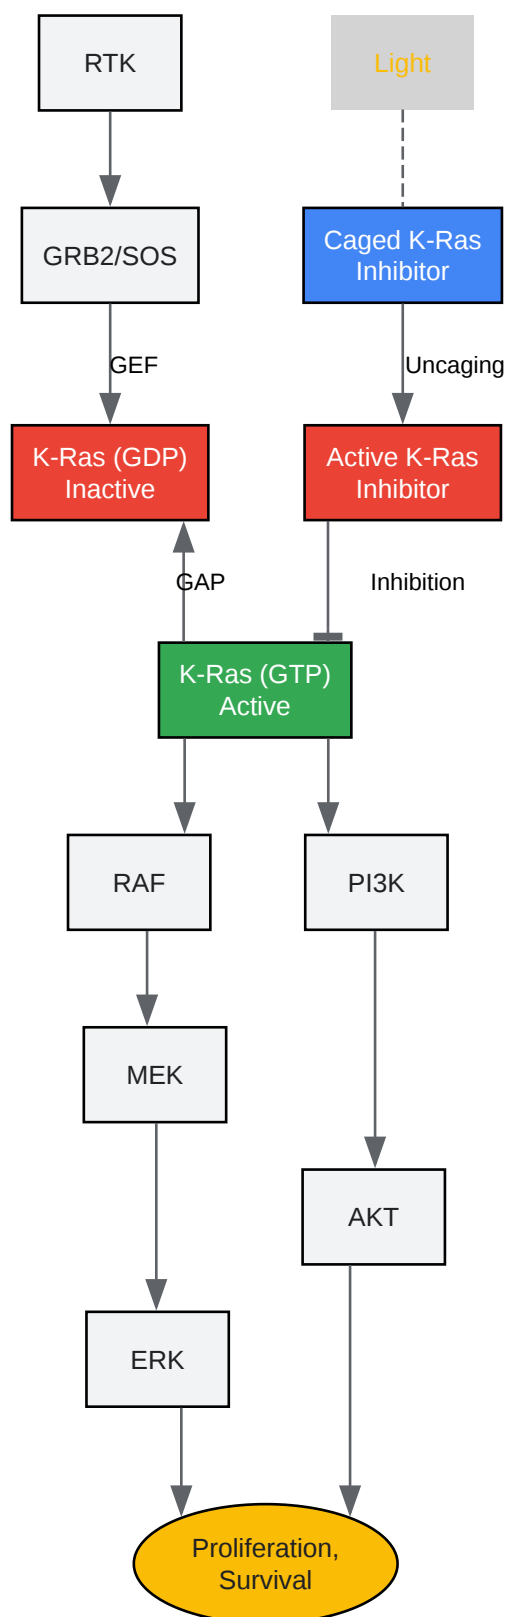 RTK
Light
GRB2/SOS
Caged K-Ras
Inhibitor
GEF
Uncaging
K-Ras (GDP)
Inactive
Active K-Ras
Inhibitor
GAP
Inhibition
K-Ras (GTP)
Active
RAF
PI3K
MEK
AKT
ERK
Proliferation,
Survival